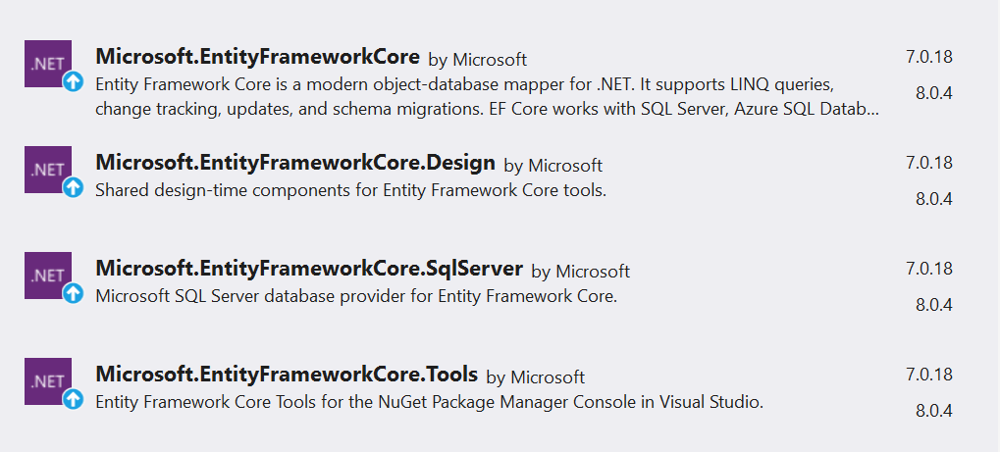 .NET
Microsoft.EntityFrameworkCore by Microsoft 7.0.18
Entity Framework Core is a modern object-database mapper for .NET. It supports LINQ queries,
8.0.4
change tracking, updates, and schema migrations. EF Core works with SQL Server, Azure SQL Datab...
.NET
Microsoft.EntityFrameworkCore.Design by Microsoft 7.0.18
Shared design-time components for Entity Framework Core tools.
8.0.4
.NET
Microsoft.EntityFrameworkCore.SqlServer by Microsoft 7.0.18
Microsoft SQL Server database provider for Entity Framework Core.
8.0.4
.NET
Microsoft.EntityFrameworkCore.Tools by Microsoft 7.0.18
Entity Framework Core Tools for the NuGet Package Manager Console in Visual Studio.
8.0.4